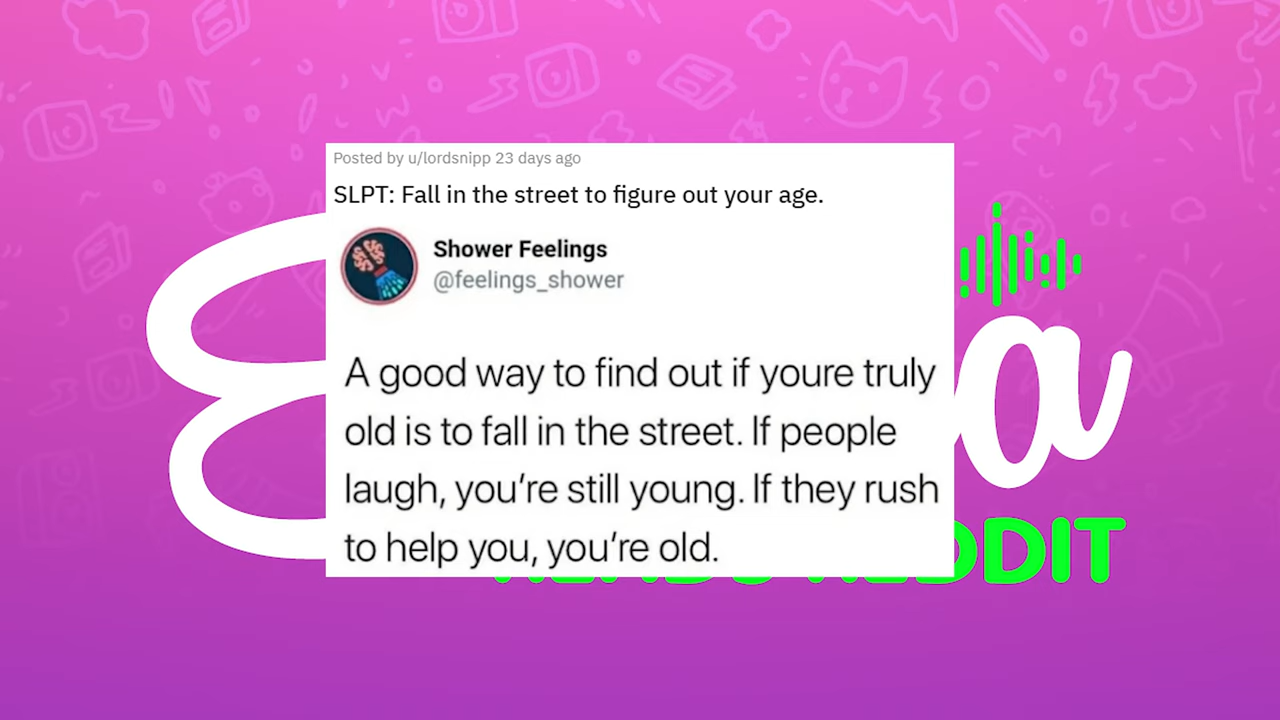 Posted by u/lordsnipp 23 days ago
SLPT: Fall in the street to figure out your age.
Shower Feelings
@feelings_shower
A good way to find out if youre truly
old is to fall in the street. If people
laugh, you're still young. If they rush
to help you, you're old.